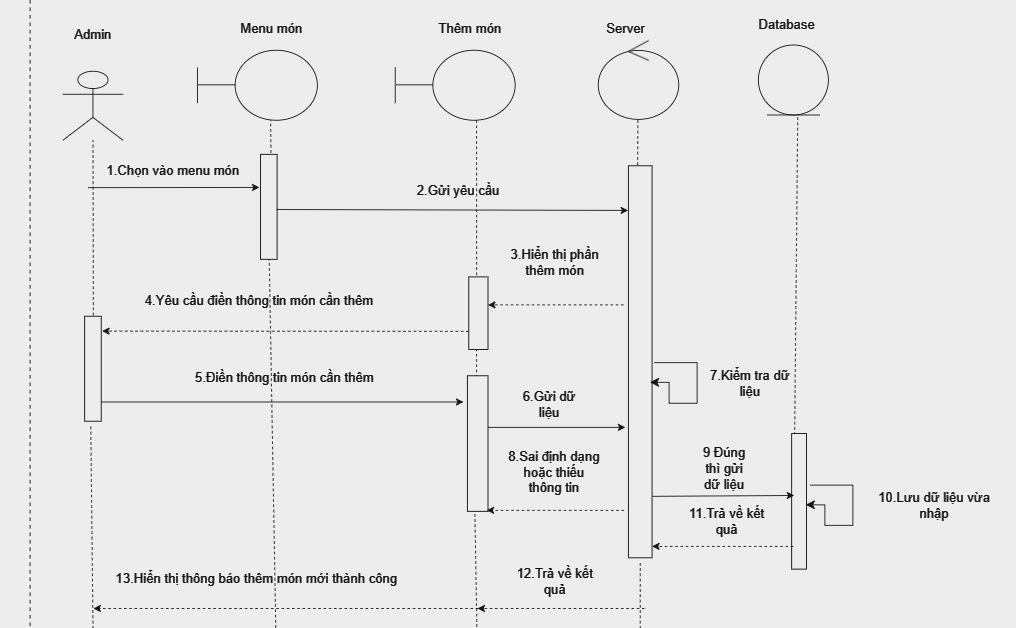 Admin
Menu món
Thêm món
Server
Database
1.Chọn vào menu món
2.Gửi yêu cầu
3.Hiển thị phần
thêm món
4.Yêu cầu điền thông tin món cần thêm
5.Điền thông tin món cần thêm
6.Gửi dữ
liệu
7.Kiểm tra dữ
liệu
8.Sai định dạng
hoặc thiếu
thông tin
9 Đúng
thì gửi
dữ liệu
10.Lưu dữ liệu vừa
nhập
11.Trả về kết
quả
12.Trả về kết
quả
13.Hiển thị thông báo thêm món mới thành công